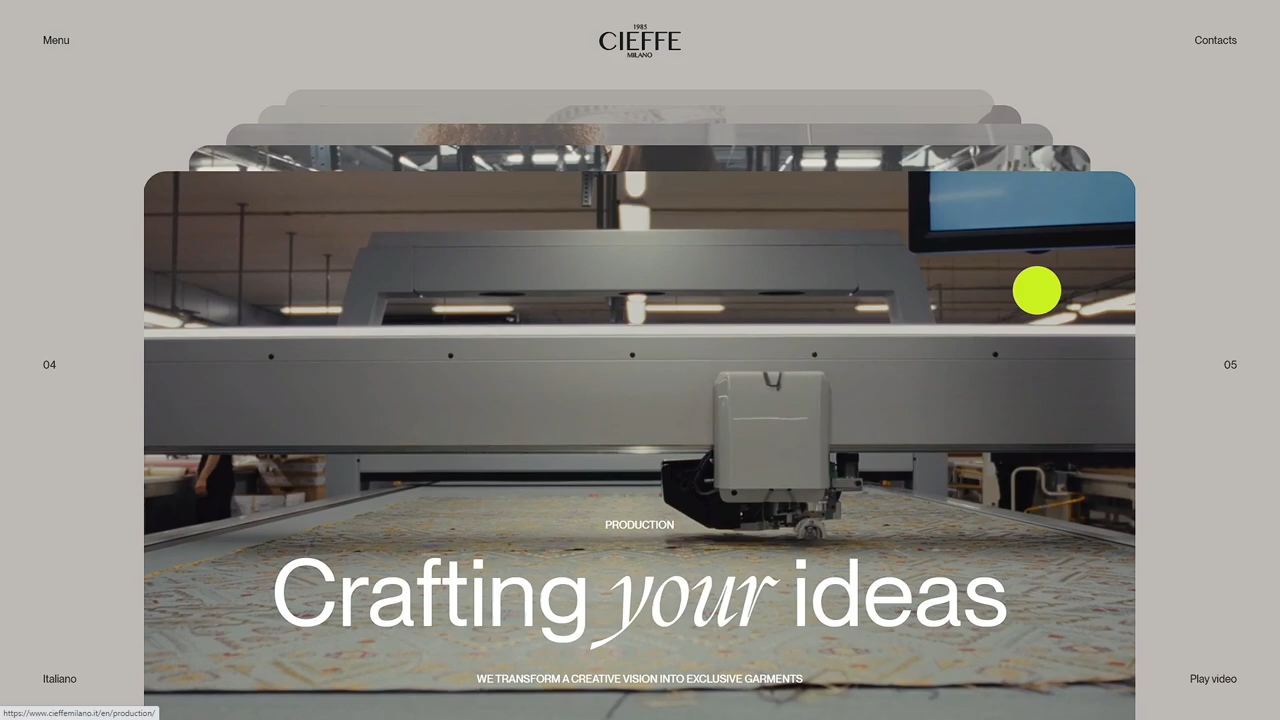 Menu
1985
CIEFFE
MILANO
Contacts
04
05
PRODUCTION
Crafting your ideas
WE TRANSFORM A CREATIVE VISION INTO EXCLUSIVE GARMENTS
Italiano
Play video
https://www.cieffemilano.it/en/production/